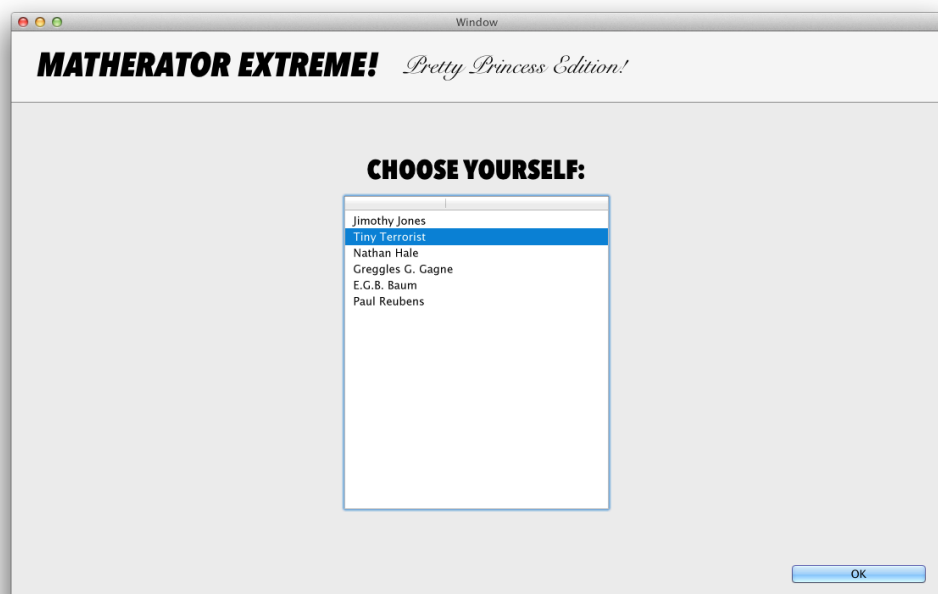 Window
MATHERATOR EXTREME! Pretty Princess Edition!
CHOOSE YOURSELF:
Jimothy Jones
Tiny Terrorist
Nathan Hale
Greggles G. Gagne
E.G.B. Baum
Paul Reubens
OK